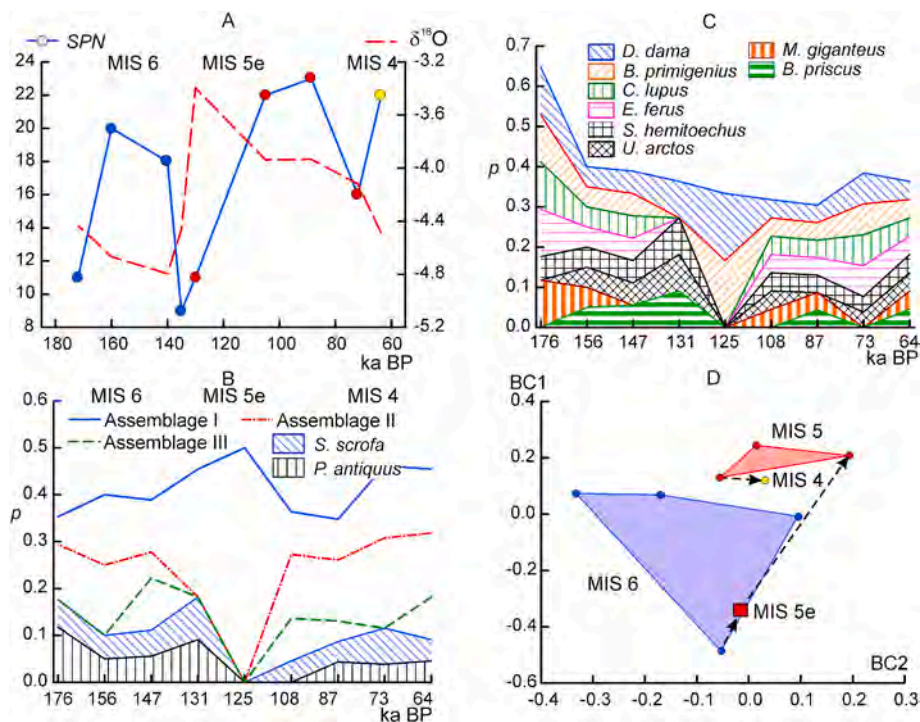 A
SPN
δ¹⁸O
MIS 6 MIS 5e MIS 4
24
22
20
18
16
14
12
10
8
-3.2
-3.6
-4.0
-4.4
-4.8
-5.2
180 160 140 120 100 80 60
ka BP
C
D. dama
B. primigenius
C. lupus
E. ferus
S. hemitoechus
U. arctos
M. giganteus
B. priscus
0.7
0.6
0.5
0.4
p
0.3
0.2
0.1
0.0
176 156 147 131 125 108 87 73 64
ka BP
B
MIS 6 MIS 5e MIS 4
Assemblage I
Assemblage II
Assemblage III
S. scrofa
P. antiquus
0.6
p
0.5
0.4
0.3
0.2
0.1
0.0
176 156 147 131 125 108 87 73 64
ka BP
D
BC1
0.4
0.2
0.0
-0.2
-0.4
-0.6
MIS 5
MIS 4
MIS 6
MIS 5e
BC2
-0.4 -0.3 -0.2 -0.1 0.0 0.1 0.2 0.3